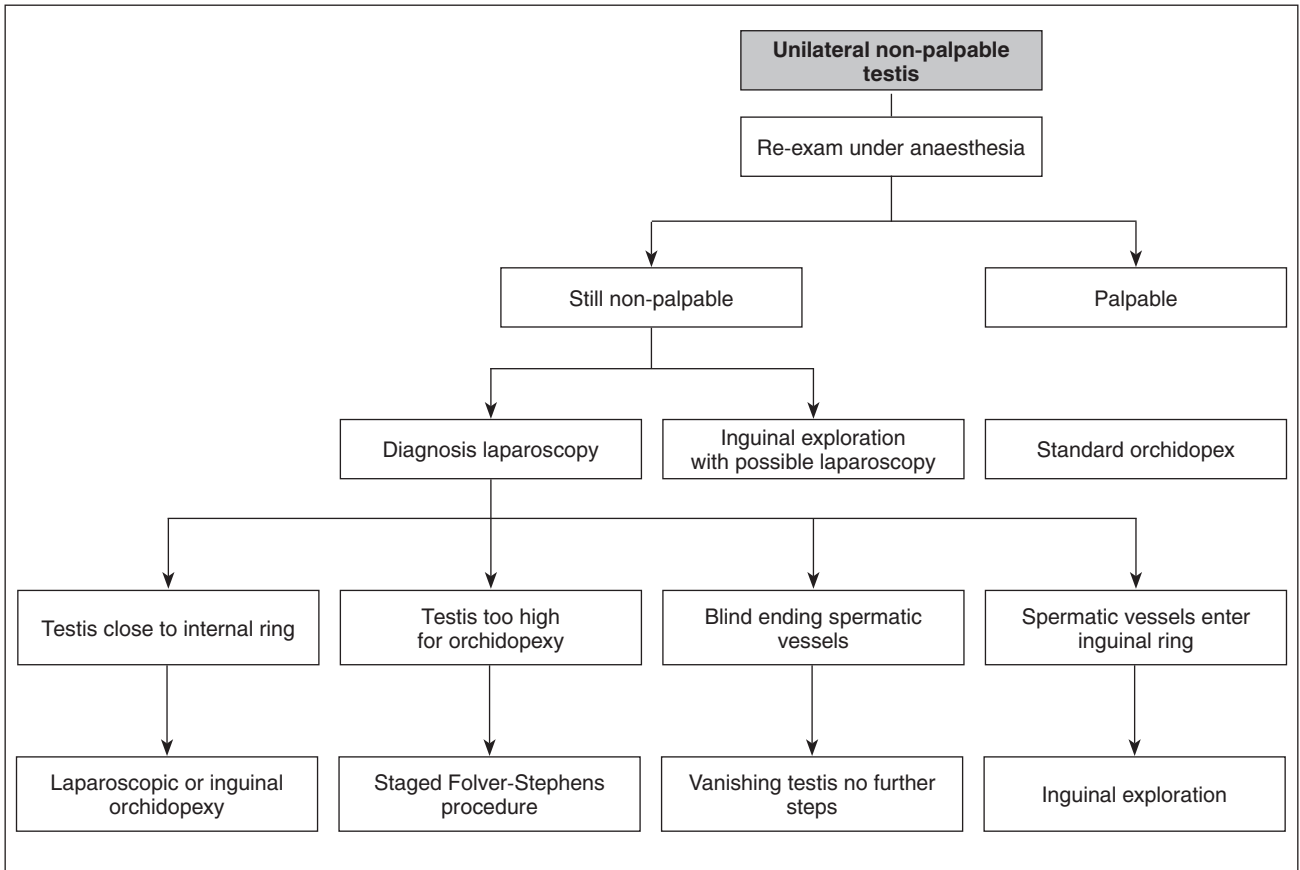 Unilateral non-palpable
testis
Re-exam under anaesthesia
Still non-palpable
Palpable
Diagnosis laparoscopy
Inguinal exploration
with possible laparoscopy
Standard orchidopex
Testis close to internal ring
Testis too high
for orchidopexy
Blind ending spermatic
vessels
Spermatic vessels enter
inguinal ring
Laparoscopic or inguinal
orchidopexy
Staged Folver-Stephens
procedure
Vanishing testis no further
steps
Inguinal exploration